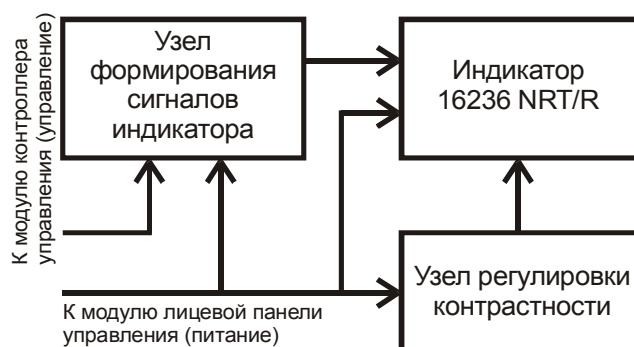 Узел
формирования
сигналов
индикатора
Индикатор
16236 NRT/R
К модулю контроллера
управления (управление)
Узел регулировки
контрастности
К модулю лицевой панели
управления (питание)